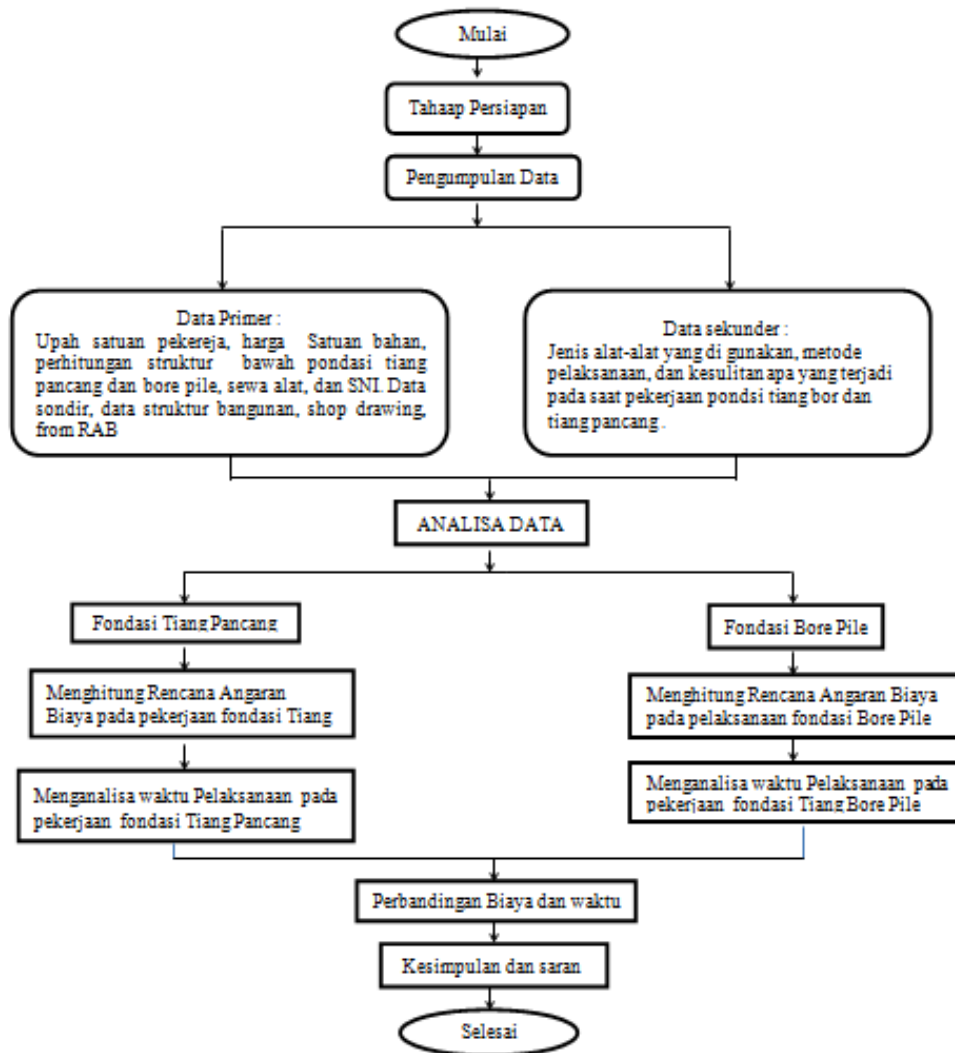 Mulai
Tahaap Persiapan
Pengumpulan Data
Data Primer :
Upah satuan pekereja, harga Satuan bahan,
perhitungan struktur bawah pondasi tiang
pancang dan bore pile, sewa alat, dan SNI. Data
sondir, data struktur bangunan, shop drawing,
from RAB
Data sekunder :
Jenis alat-alat yang di gunakan, metode
pelaksanaan, dan kesulitan apa yang terjadi
pada saat pekerjaan pondsi tiang bor dan
tiang pancang .
ANALISA DATA
Fondasi Tiang Pancang
Menghitung Rencana Angaran
Biaya pada pekerjaan fondasi Tiang
Menganalisa waktu Pelaksanaan pada
pekerjaan fondasi Tiang Pancang
Fondasi Bore Pile
Menghitung Rencana Angaran Biaya
pada pelaksanaan fondasi Bore Pile
Menganalisa waktu Pelaksanaan pada
pekerjaan fondasi Tiang Bore Pile
Perbandingan Biaya dan waktu
Kesimpulan dan saran
Selesai